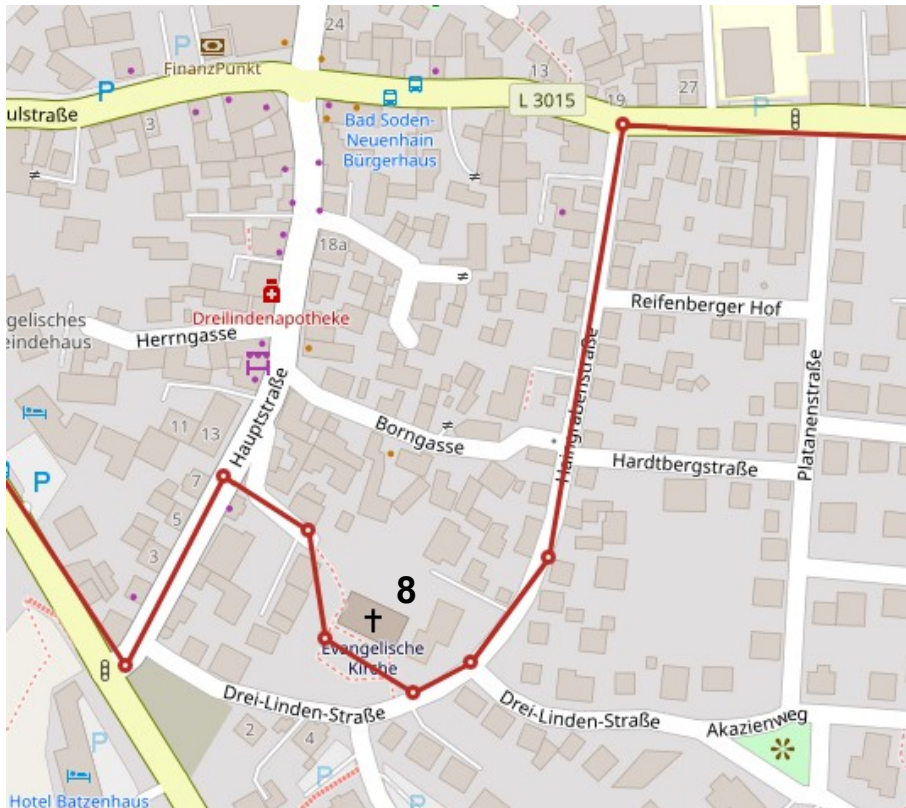 24
FinanzPunkt
P
P
13
27
19
L 3015
P
ulstraße
3
Bad Soden-
Neuenhain
Bürgerhaus
18a
Reifenberger Hof
gelisches
eindehaus
Dreilindenapotheke
Herrngasse
Haingrabenstraße
Platanenstraße
Hauptstraße
Borngasse
11
13
Hardtbergstraße
P
7
5
3
8
Evangelische
Kirche
Drei-Linden-Straße
Drei-Linden-Straße
Akazienweg
2
4
P
P
P
Hotel Batzenhaus